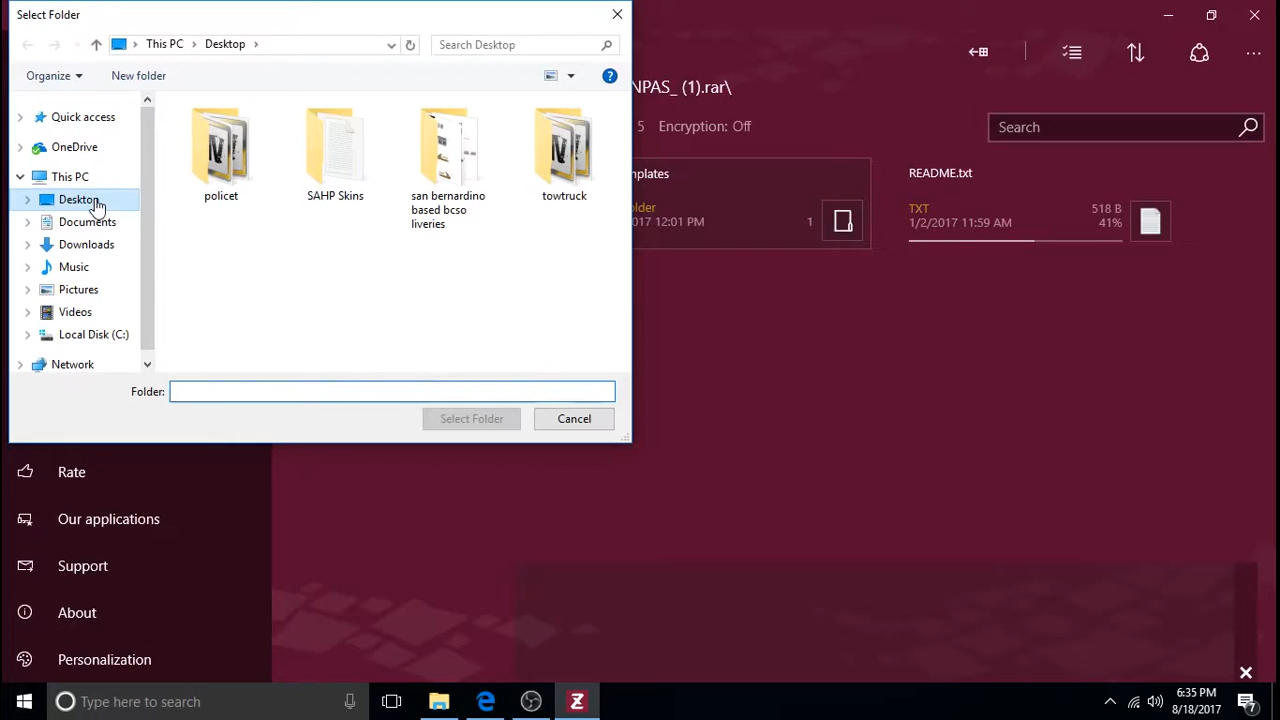 Select Folder
This PC
Desktop
Search Desktop
Organize
New folder
Quick access
OneDrive
This PC
Desktop
Documents
Downloads
Music
Pictures
Videos
Local Disk (C:)
Network
policet
SAHP Skins
san bernardino
based bcso
liveries
towtruck
Folder:
Select Folder
Cancel
NPAS_ (1).rar\
5 Encryption: Off
Search
mplates
older
/2017 12:01 PM
1
README.txt
TXT
518 B
1/2/2017 11:59 AM
41%
Rate
Our applications
Support
About
Personalization
Type here to search
6:35 PM
8/18/2017
7